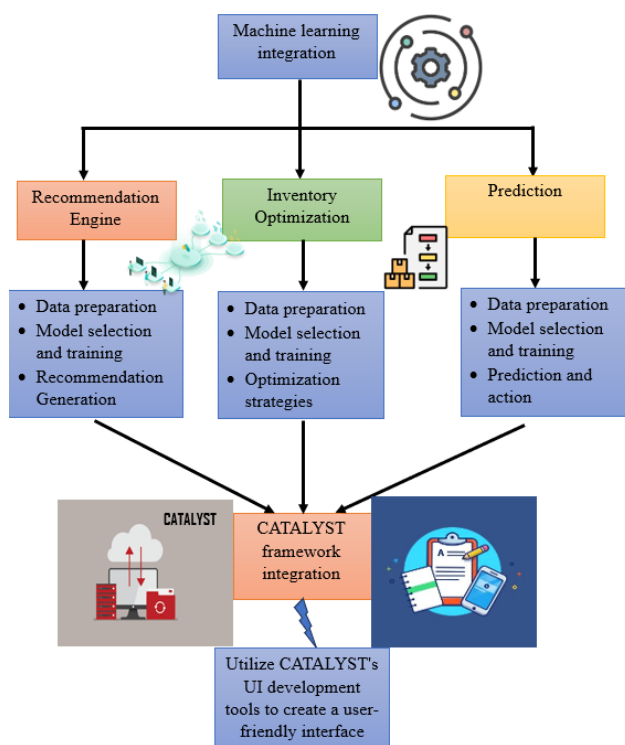 Machine learning
integration
Recommendation
Engine
Inventory
Optimization
Prediction
• Data preparation
• Model selection
and training
• Recommendation
Generation
• Data preparation
• Model selection
and training
• Optimization
strategies
• Data preparation
• Model selection
and training
• Prediction and
action
CATALYST
CATALYST
framework
integration
A
Utilize CATALYST's
UI development
tools to create a user-
friendly interface